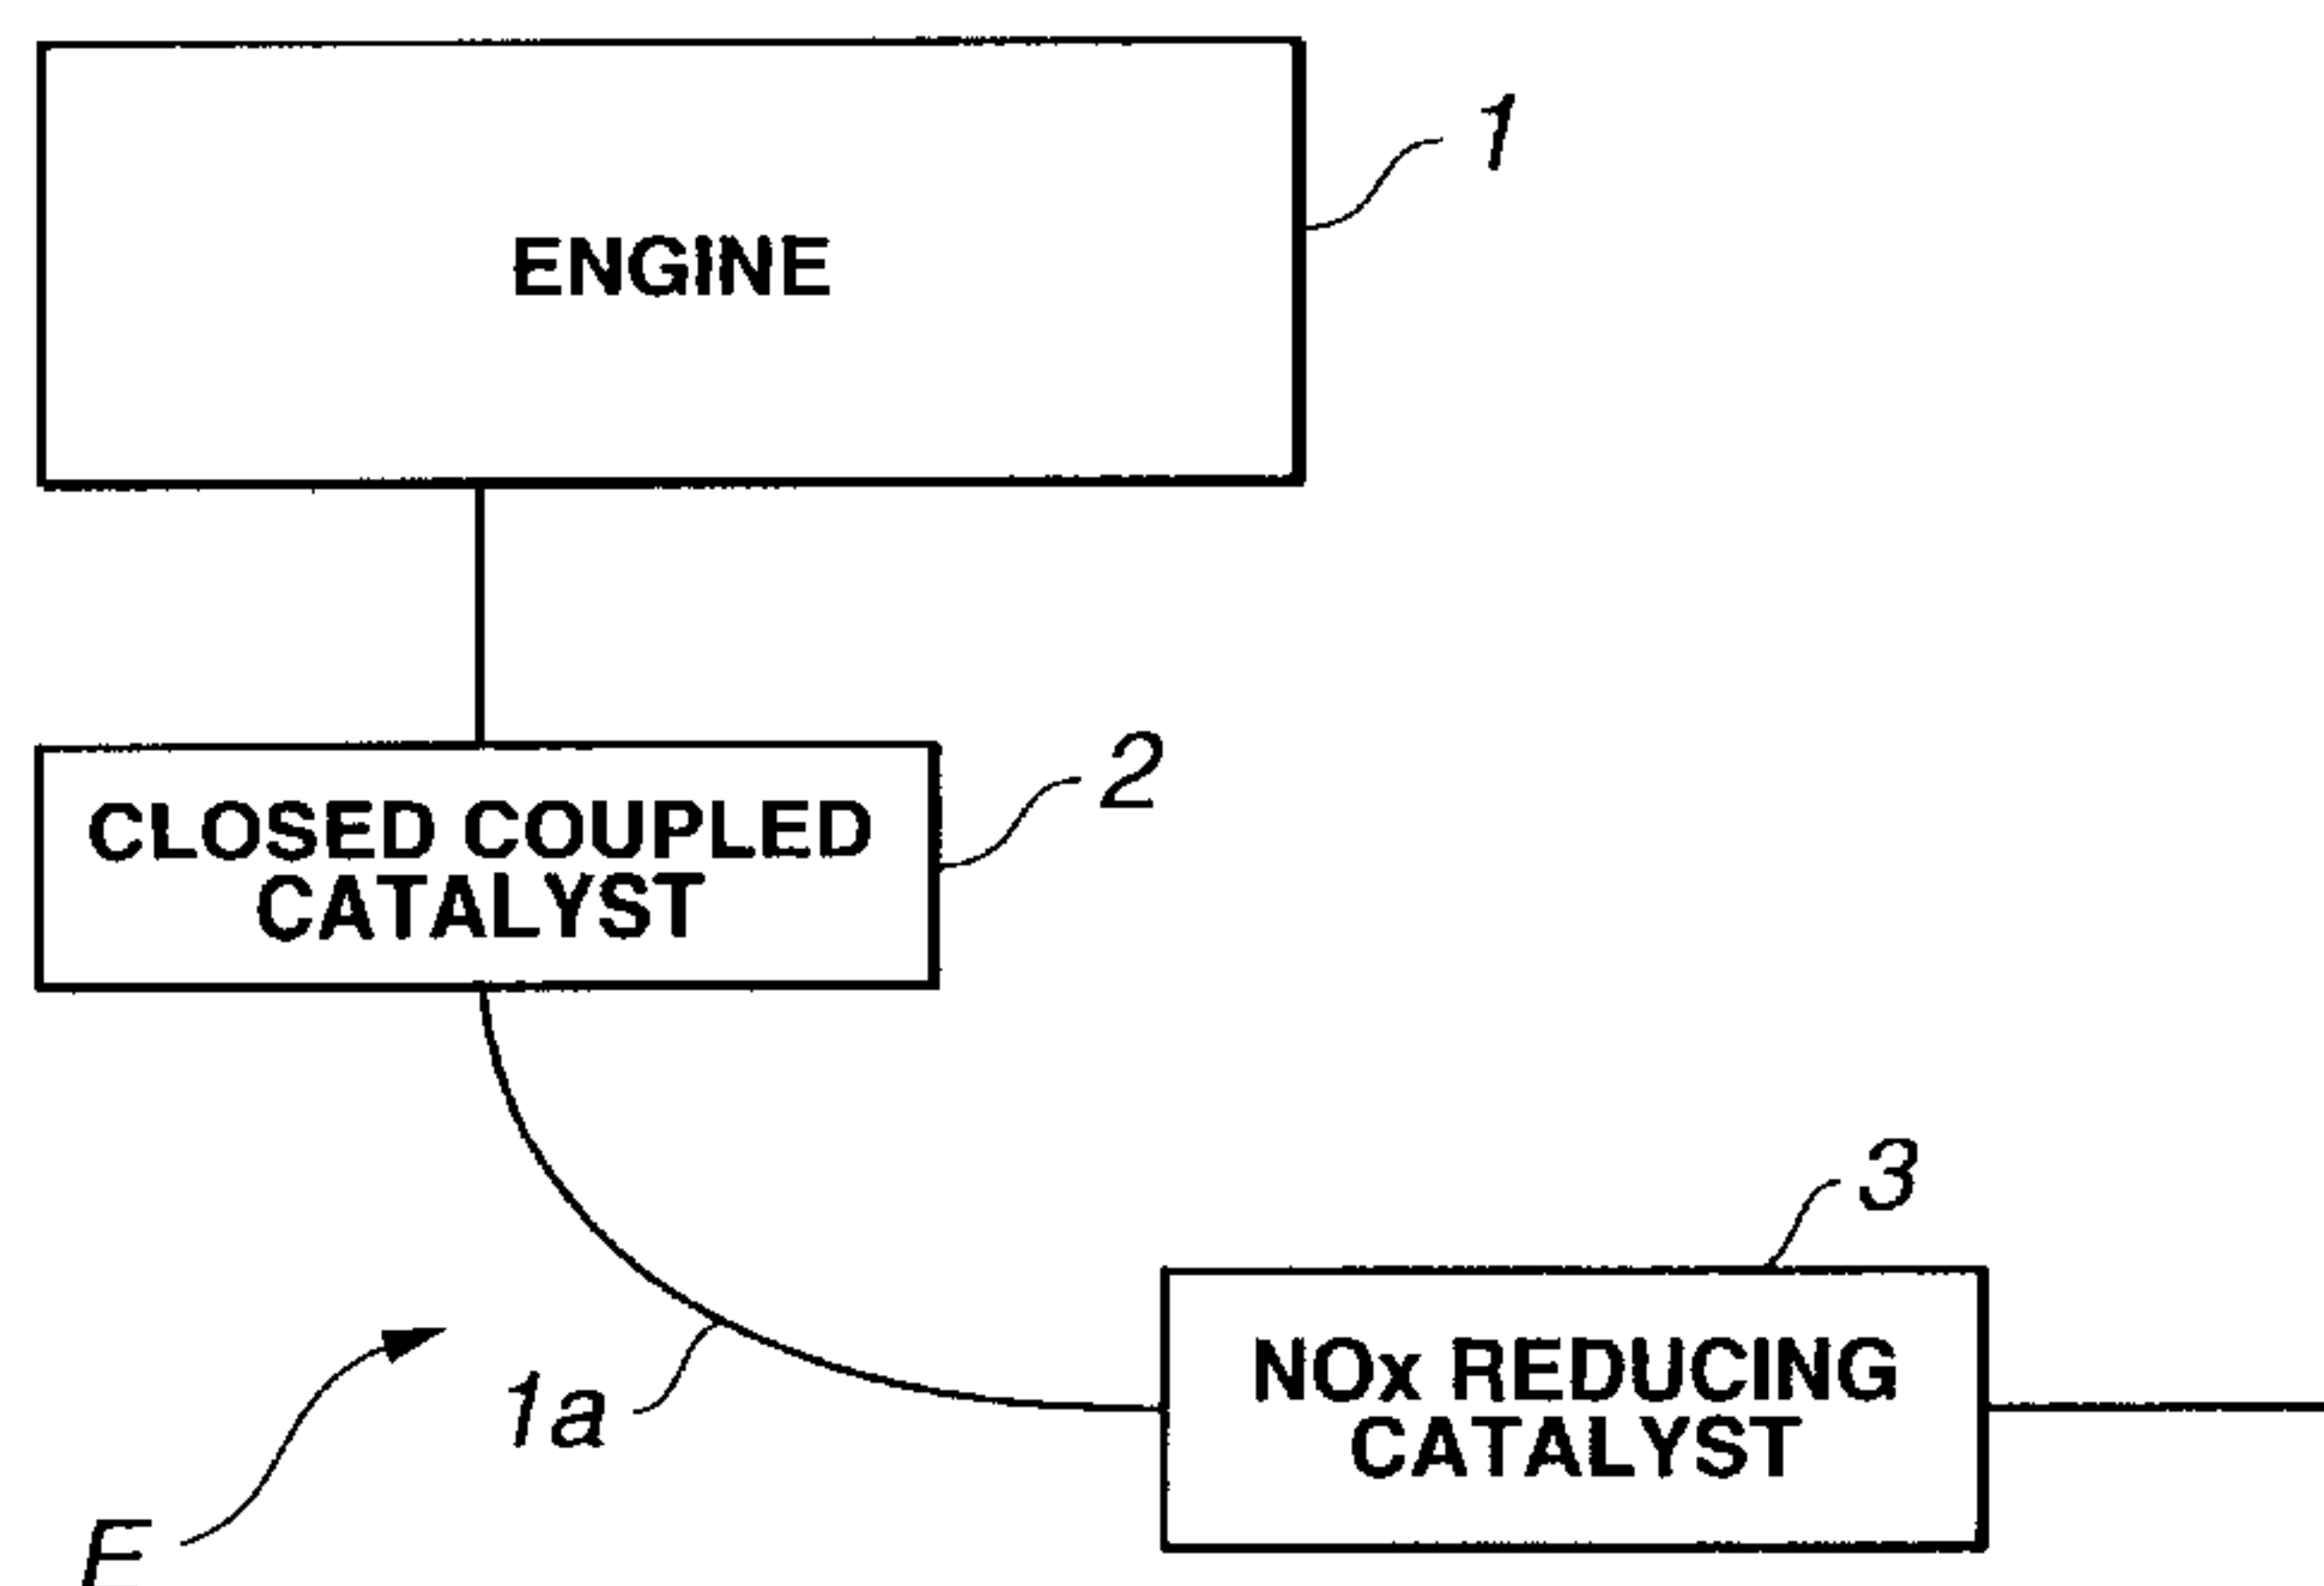 1
ENGINE
2
CLOSED COUPLED
CATALYST
3
NOx REDUCING
CATALYST
1a